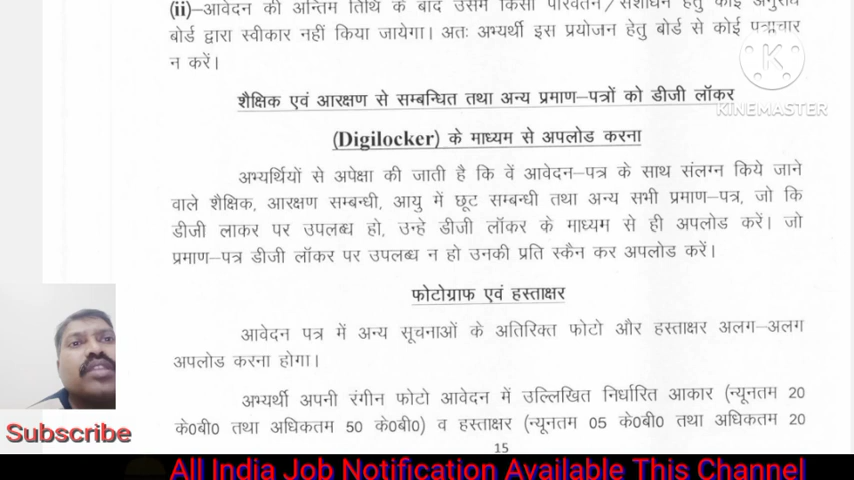 (ii)–आवेदन की अन्तिम तिथि के बाद उसमें किसी परिवर्तन/संशोधन हेतु कोई अनुरोध
बोर्ड द्वारा स्वीकार नहीं किया जायेगा। अतः अभ्यर्थी इस प्रयोजन हेतु बोर्ड से कोई पत्राचार
न करें।
शैक्षिक एवं आरक्षण से सम्बन्धित तथा अन्य प्रमाण–पत्रों को डीजी लॉकर
(Digilocker) के माध्यम से अपलोड करना
अभ्यर्थियों से अपेक्षा की जाती है कि वें आवेदन–पत्र के साथ संलग्न किये जाने
वाले शैक्षिक, आरक्षण सम्बन्धी, आयु में छूट सम्बन्धी तथा अन्य सभी प्रमाण–पत्र, जो कि
डीजी लाकर पर उपलब्ध हो, उन्हे डीजी लॉकर के माध्यम से ही अपलोड करें। जो
प्रमाण–पत्र डीजी लॉकर पर उपलब्ध न हो उनकी प्रति स्कैन कर अपलोड करें।
फोटोग्राफ एवं हस्ताक्षर
आवेदन पत्र में अन्य सूचनाओं के अतिरिक्त फोटो और हस्ताक्षर अलग–अलग
अपलोड करना होगा।
अभ्यर्थी अपनी रंगीन फोटो आवेदन में उल्लिखित निर्धारित आकार (न्यूनतम 20
के0बी0 तथा अधिकतम 50 के0बी0) व हस्ताक्षर (न्यूनतम 05 के0बी0 तथा अधिकतम 20
15
K
KINEMASTER
Subscribe
All India Job Notification Available This Channel